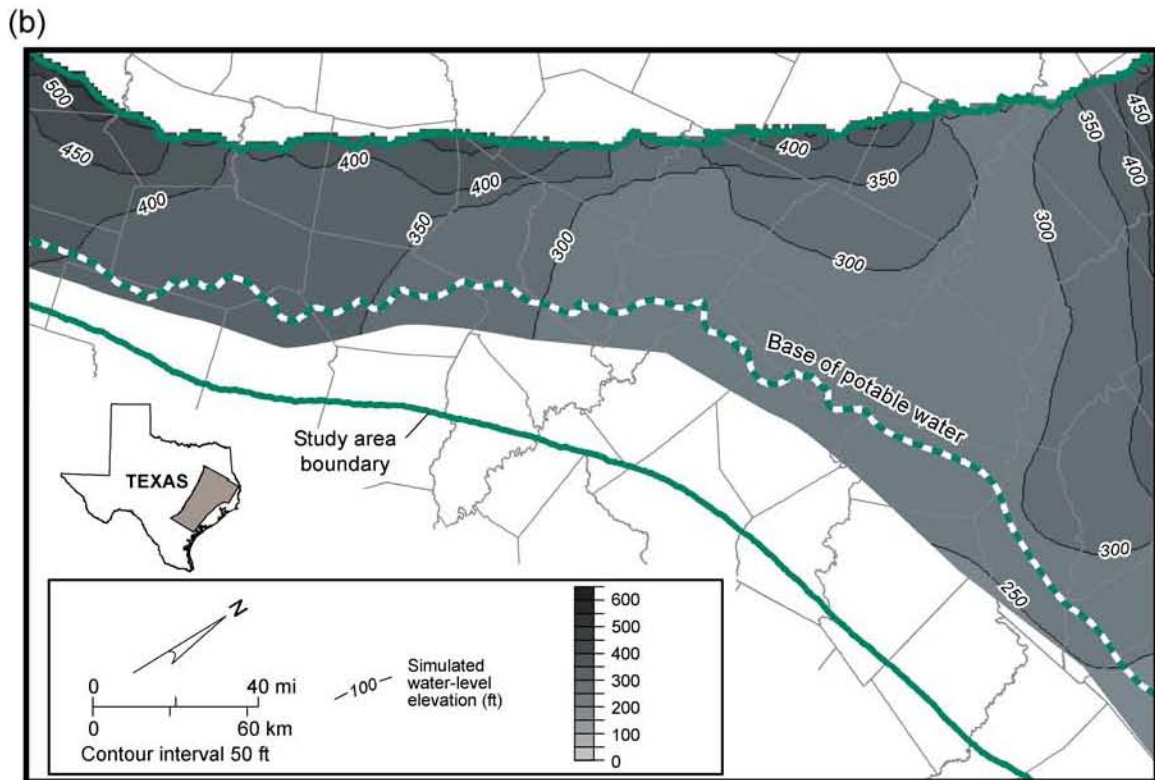 (b)
500
450
400
400
400
350
300
400
350
300
300
350
450
400
300
250
Base of potable water
Study area
boundary
TEXAS
N
0 40 mi
0 60 km
Contour interval 50 ft
100
Simulated
water-level
elevation (ft)
600
500
400
300
200
100
0